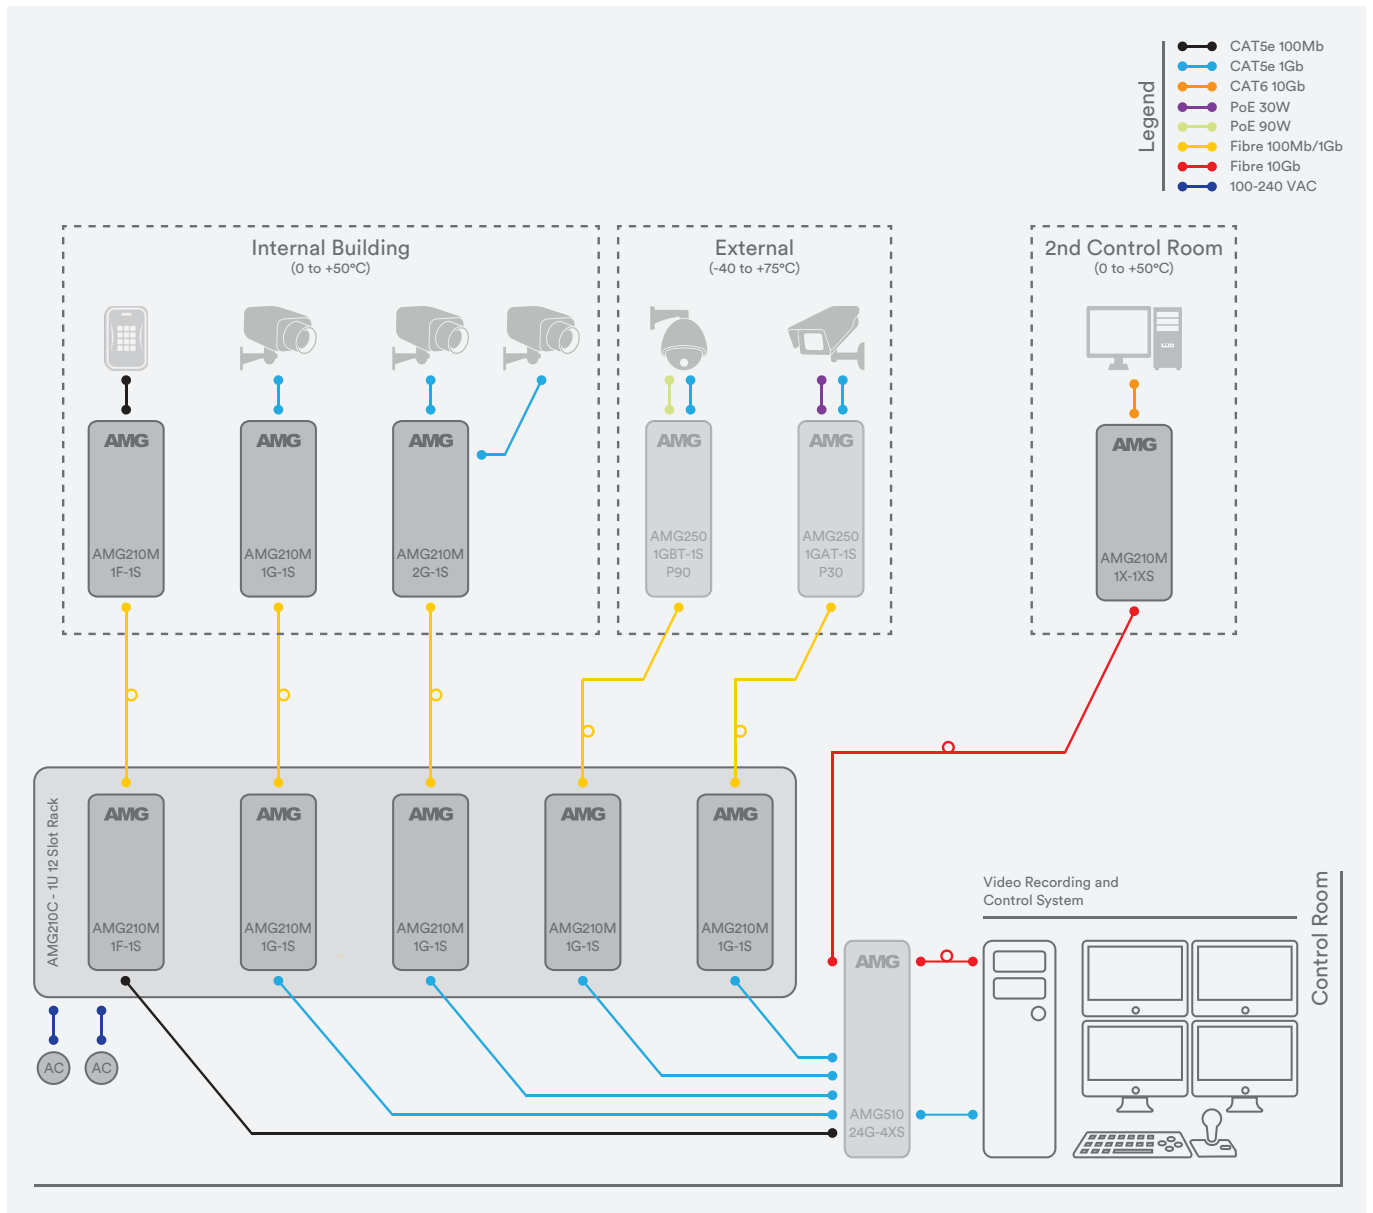 Legend
CAT5e 100Mb
CAT5e 1Gb
CAT6 10Gb
PoE 30W
PoE 90W
Fibre 100Mb/1Gb
Fibre 10Gb
100-240 VAC
Internal Building
(0 to +50°C)
External
(-40 to +75°C)
2nd Control Room
(0 to +50°C)
AMG
AMG210M
1F-1S
AMG
AMG210M
1G-1S
AMG
AMG210M
2G-1S
AMG
AMG250
1GBT-1S
P90
AMG
AMG250
1GAT-1S
P30
AMG
AMG210M
1X-1XS
AMG210C - 1U 12 Slot Rack
AMG
AMG210M
1F-1S
AMG
AMG210M
1G-1S
AMG
AMG210M
1G-1S
AMG
AMG210M
1G-1S
AMG
AMG210M
1G-1S
AC
AC
AMG
AMG510
24G-4XS
Video Recording and
Control System
Control Room